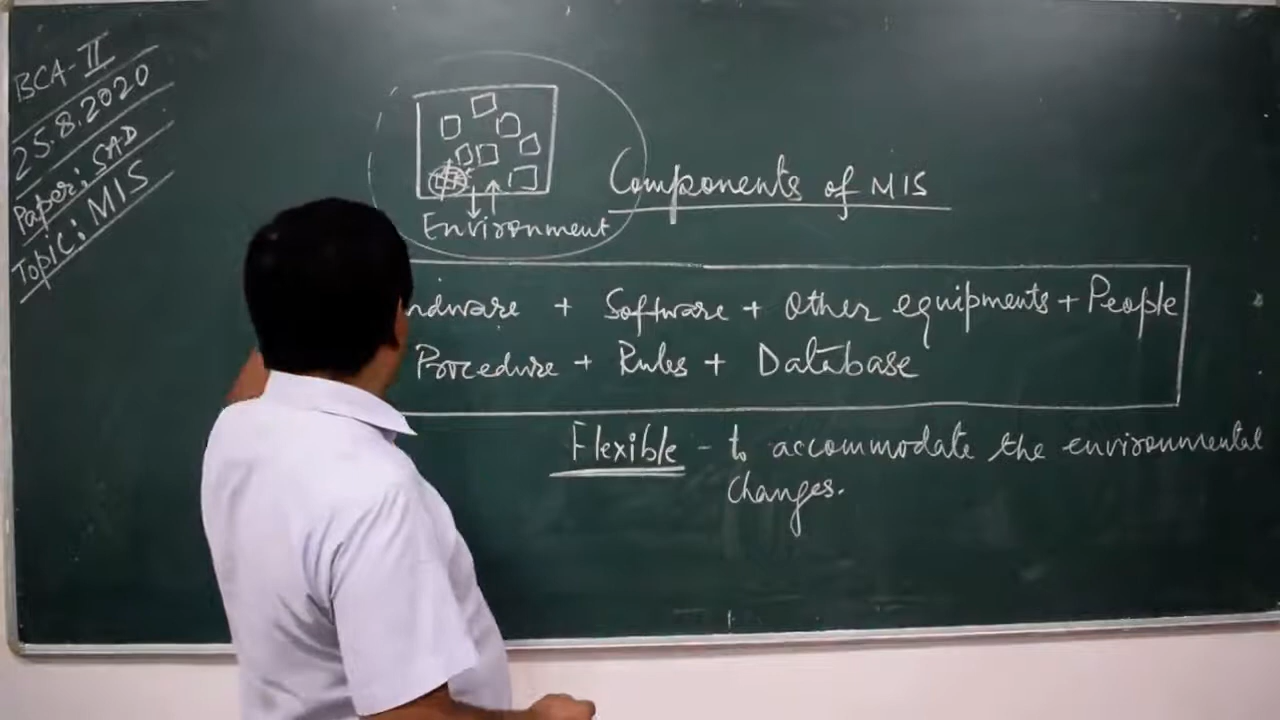 BCA-II
25.8.2020
Paper: SAD
Topic: MIS
Environment
Components of MIS
ndware + Software + Other equipments + People
Procedure + Rules + Database
Flexible - to accommodate the environmental
changes.